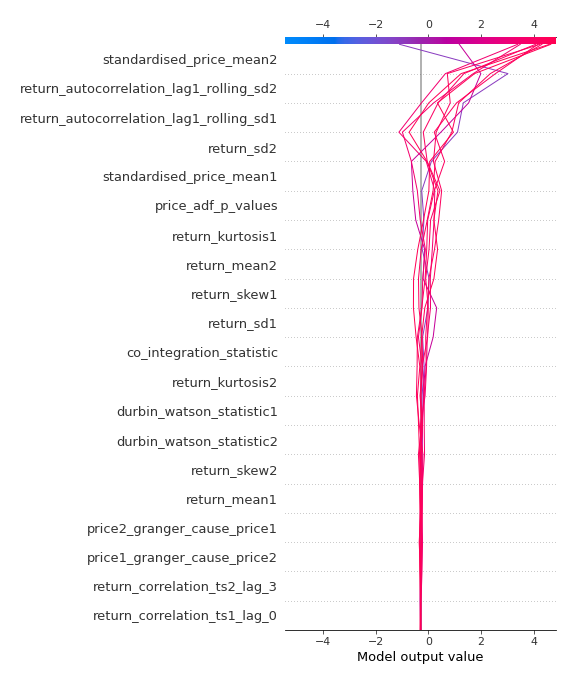 −4 −2 0 2 4
standardised_price_mean2
return_autocorrelation_lag1_rolling_sd2
return_autocorrelation_lag1_rolling_sd1
return_sd2
standardised_price_mean1
price_adf_p_values
return_kurtosis1
return_mean2
return_skew1
return_sd1
co_integration_statistic
return_kurtosis2
durbin_watson_statistic1
durbin_watson_statistic2
return_skew2
return_mean1
price2_granger_cause_price1
price1_granger_cause_price2
return_correlation_ts2_lag_3
return_correlation_ts1_lag_0
−4 −2 0 2 4
Model output value